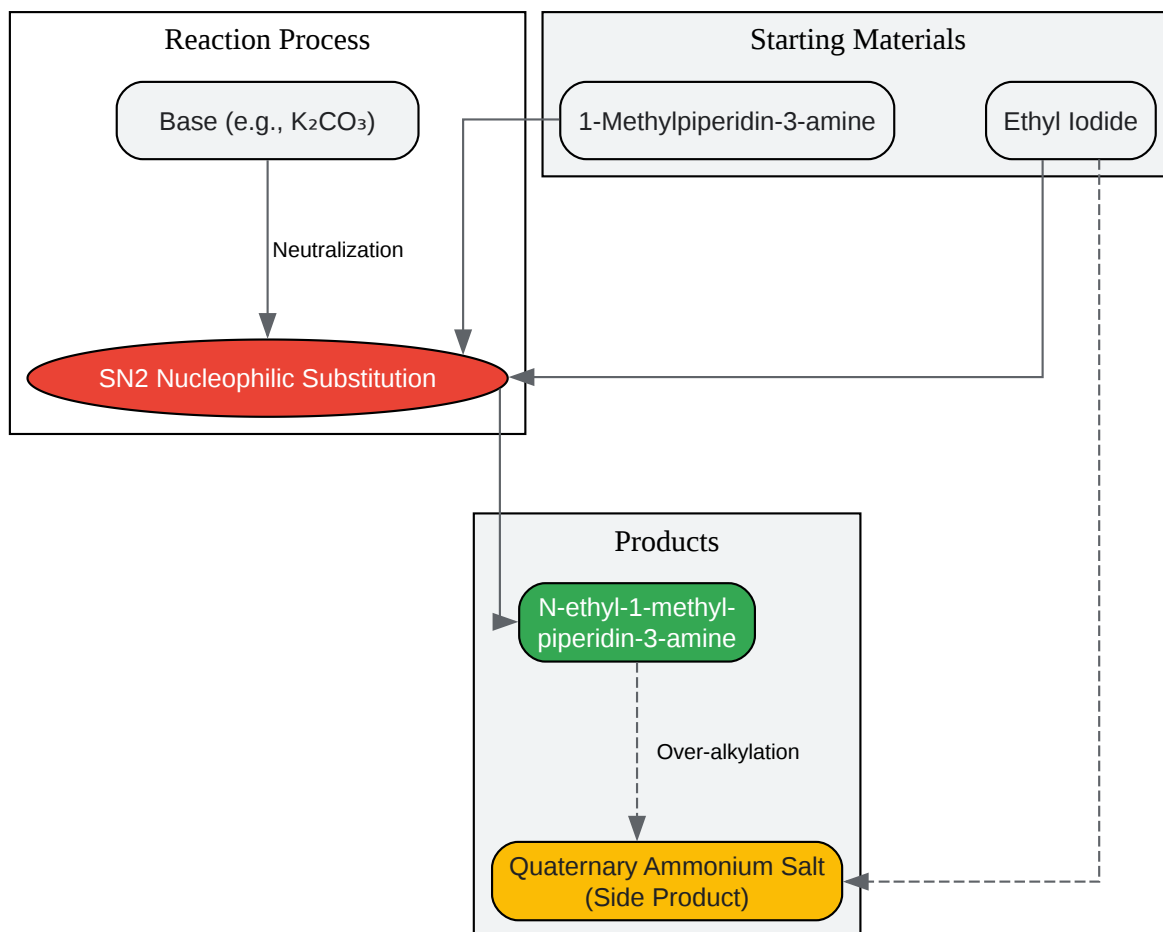 Reaction Process
Starting Materials
Base (e.g., K₂CO₃)
1-Methylpiperidin-3-amine
Ethyl Iodide
Neutralization
SN2 Nucleophilic Substitution
Products
N-ethyl-1-methyl-
piperidin-3-amine
Over-alkylation
Quaternary Ammonium Salt
(Side Product)